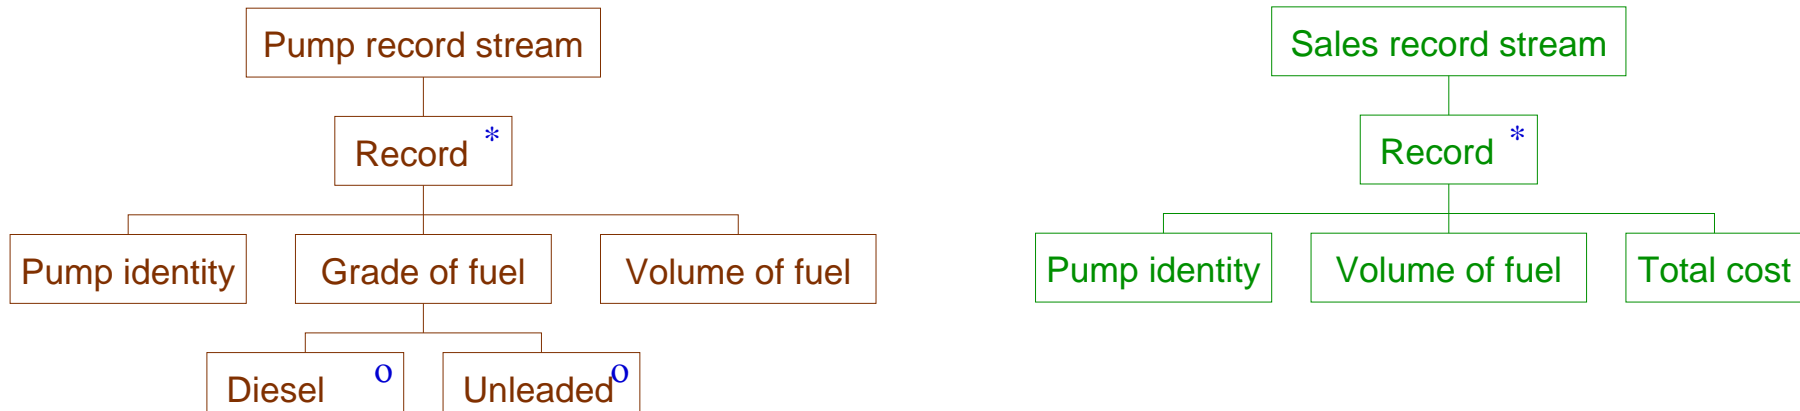 Pump record stream
Record *
Pump identity
Grade of fuel
Volume of fuel
Diesel o
Unleaded o
Sales record stream
Record *
Pump identity
Volume of fuel
Total cost